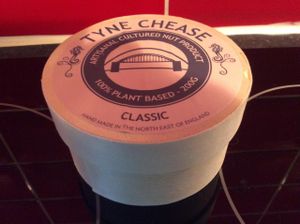 TYNE CHEASE
ARTISANAL CULTURED NUT PRODUCT
100% PLANT BASED - 200G
CLASSIC
HAND MADE IN THE NORTH EAST OF ENGLAND